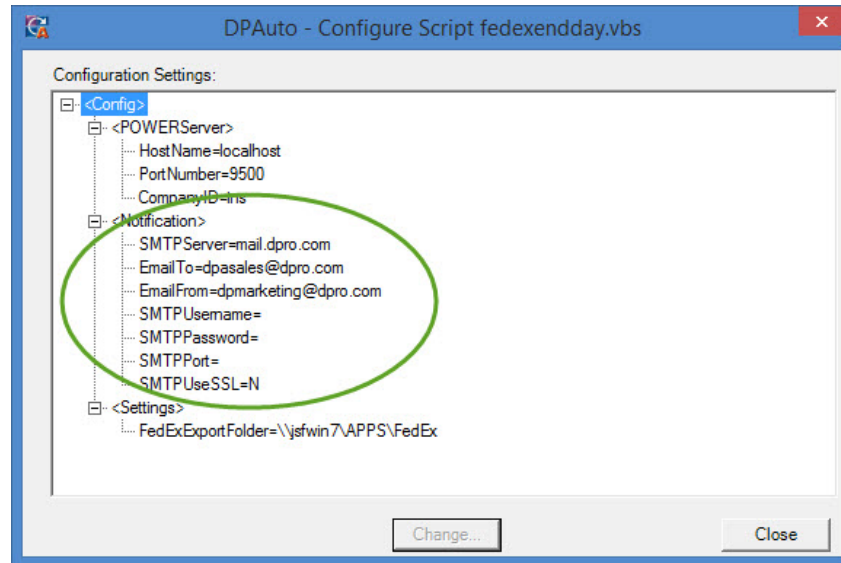 DPAuto - Configure Script fedexendday.vbs
Configuration Settings:
<Config>
<POWERServer>
HostName=localhost
PortNumber=9500
CompanyID=iris
<Notification>
SMTPServer=mail.dpro.com
EmailTo=dpasales@dpro.com
EmailFrom=dpmarketing@dpro.com
SMTPUsername=
SMTPPassword=
SMTPPort=
SMTPUseSSL=N
<Settings>
FedExExportFolder=\\jsfwin7\APPS\FedEx
Change...
Close